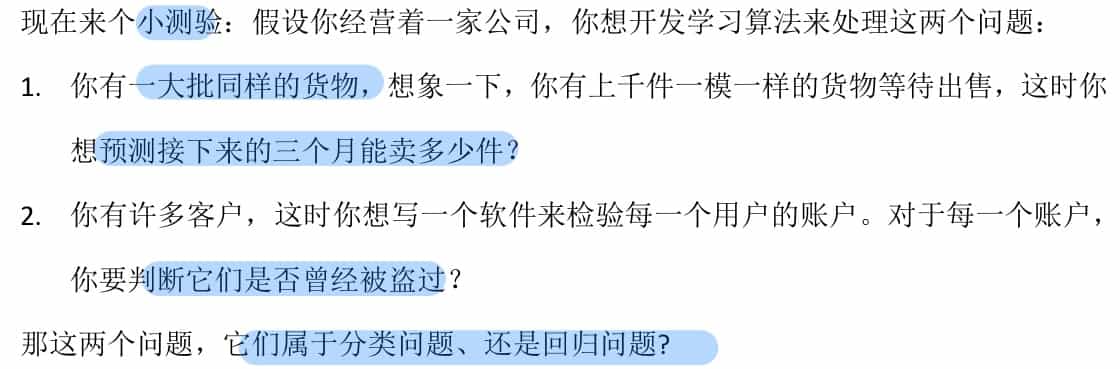 现在来个小测验：假设你经营着一家公司，你想开发学习算法来处理这两个问题：
1. 你有一大批同样的货物，想象一下，你有上千件一模一样的货物等待出售，这时你
想预测接下来的三个月能卖多少件？
2. 你有许多客户，这时你想写一个软件来检验每一个用户的账户。对于每一个账户，
你要判断它们是否曾经被盗过？
那这两个问题，它们属于分类问题、还是回归问题?